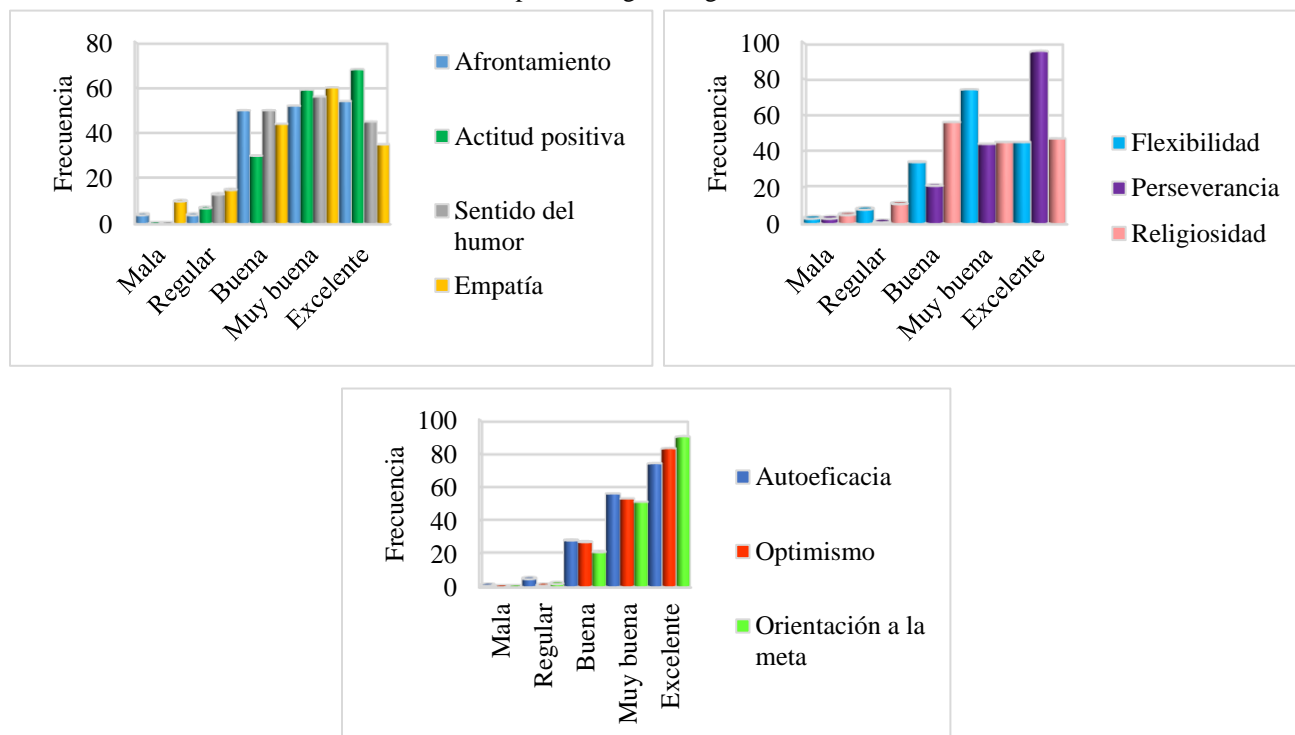 80
60
40
20
0
Frecuencia
Mala
Regular
Buena
Muy buena
Excelente
Afrontamiento
Actitud positiva
Sentido del
humor
Empatía
100
80
60
40
20
0
Frecuencia
Mala
Regular
Buena
Muy buena
Excelente
Flexibilidad
Perseverancia
Religiosidad
100
80
60
40
20
0
Frecuencia
Mala
Regular
Buena
Muy buena
Excelente
Autoeficacia
Optimismo
Orientación a la
meta